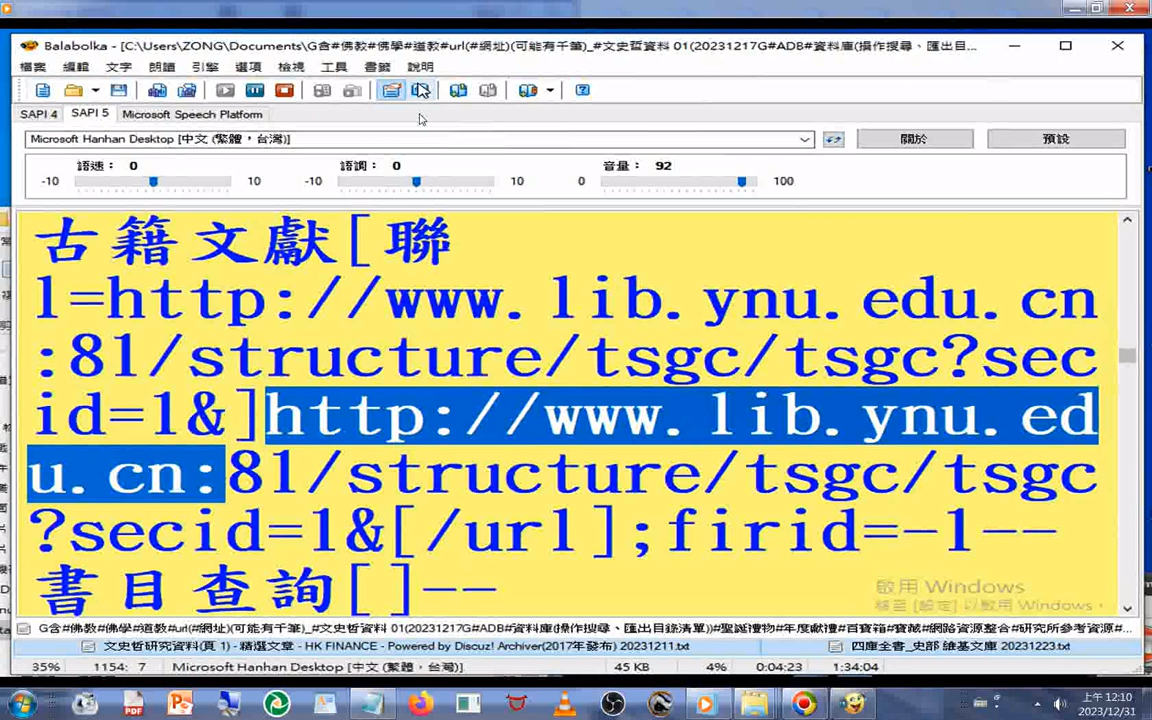 Balabolka - [C:\Users\ZONG\Documents\G含#佛教#佛學#道教#url(#網址)(可能有千筆)_#文史哲資料 01(20231217G#ADB#資料庫(操作搜尋、匯出目...
檔案 編輯 文字 朗讀 引擎 選項 檢視 工具 書籤 說明
SAPI 4 SAPI 5 Microsoft Speech Platform
Microsoft Hanhan Desktop [中文 (繁體，台灣)] 關於 預設
語速： 0 語調： 0 音量： 92
-10 10 -10 10 0 100
古籍文獻[聯
l=http://www.lib.ynu.edu.cn
:81/structure/tsgc/tsgc?sec
id=1&]http://www.lib.ynu.ed
u.cn:81/structure/tsgc/tsgc
?secid=1&[/url];firid=-1--
書目查詢[]--
啟用 Windows
移至 [設定] 以啟用 Windows。
G含#佛教#佛學#道教#url(#網址)(可能有千筆)_#文史哲資料 01(20231217G#ADB#資料庫(操作搜尋、匯出目錄清單))#聖誕禮物#年度獻禮#百寶箱#寶藏#網路資源整合#研究所參考資源#...
文史哲研究資料(頁 1) - 精選文章 - HK FINANCE - Powered by Discuz! Archiver(2017年發布) 20231211.txt 四庫全書_史部 維基文庫 20231223.txt
35% 1154: 7 Microsoft Hanhan Desktop [中文 (繁體，台灣)] 45 KB 4% 0:04:23 1:34:04
PDF
上午 12:10
2023/12/31